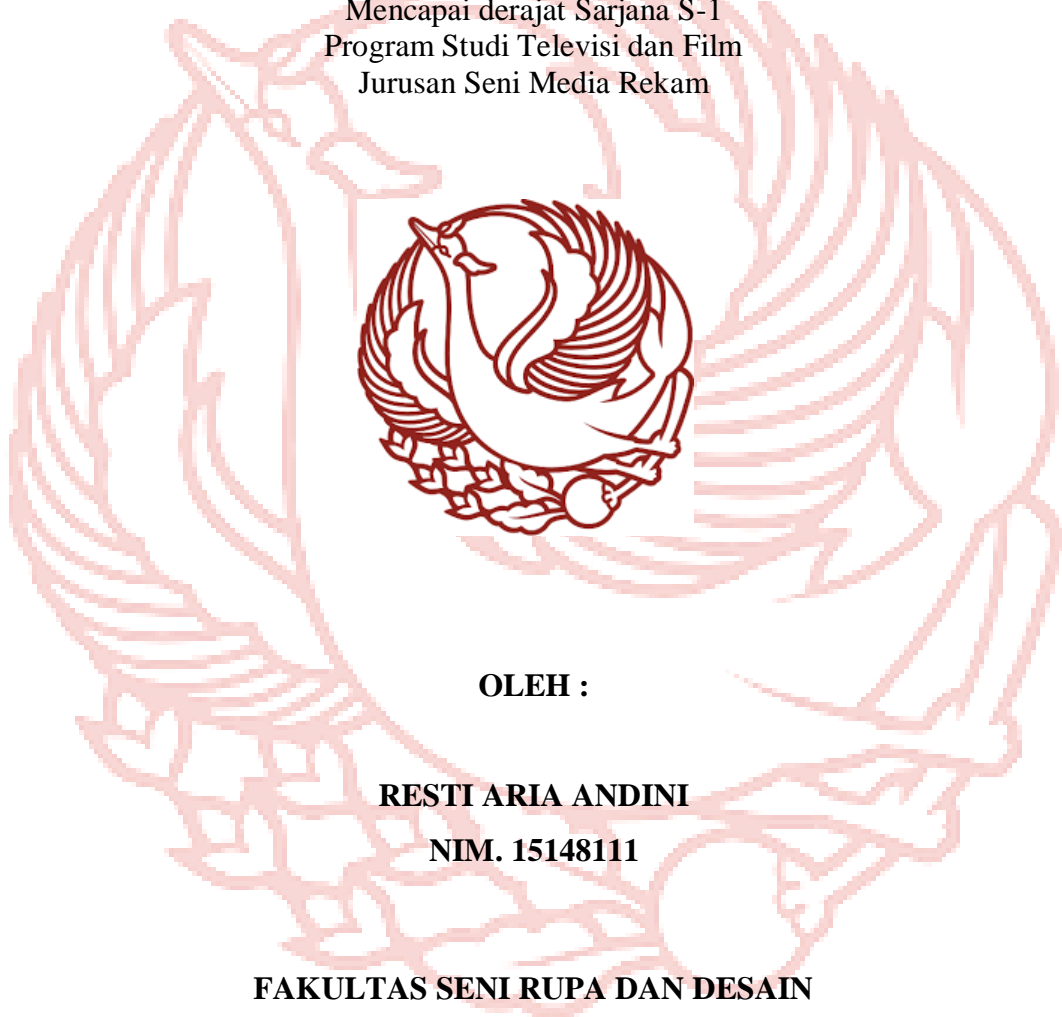 Mencapai derajat Sarjana S-1
Program Studi Televisi dan Film
Jurusan Seni Media Rekam
OLEH :
RESTI ARIA ANDINI
NIM. 15148111
FAKULTAS SENI RUPA DAN DESAIN